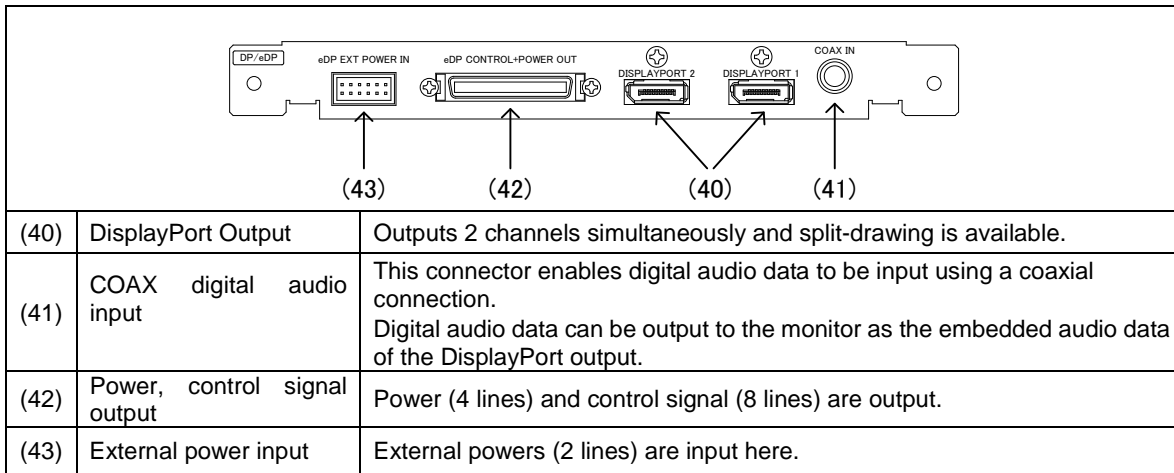 DP/eDP
eDP EXT POWER IN
eDP CONTROL+POWER OUT
DISPLAYPORT 2
DISPLAYPORT 1
COAX IN
(43)
(42)
(40)
(41)
(40) DisplayPort Output Outputs 2 channels simultaneously and split-drawing is available.
(41) COAX digital audio input This connector enables digital audio data to be input using a coaxial
connection.
Digital audio data can be output to the monitor as the embedded audio data
of the DisplayPort output.
(42) Power, control signal output Power (4 lines) and control signal (8 lines) are output.
(43) External power input External powers (2 lines) are input here.